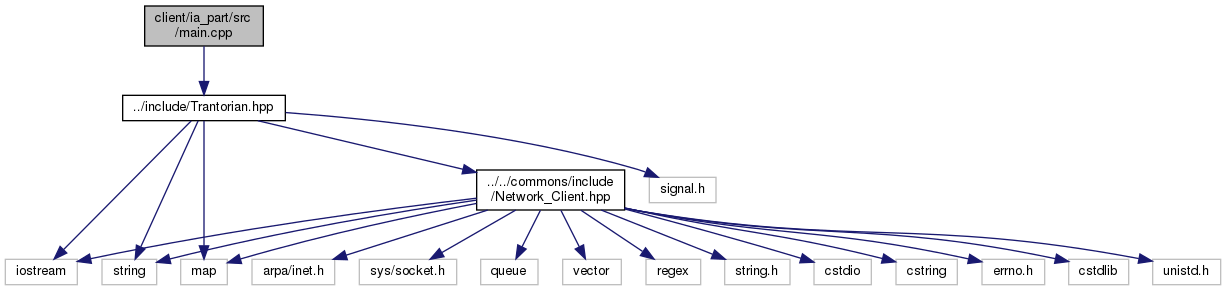 client/ia_part/src
/main.cpp
../include/Trantorian.hpp
../../commons/include
/Network_Client.hpp
signal.h
iostream
string
map
arpa/inet.h
sys/socket.h
queue
vector
regex
string.h
cstdio
cstring
errno.h
cstdlib
unistd.h